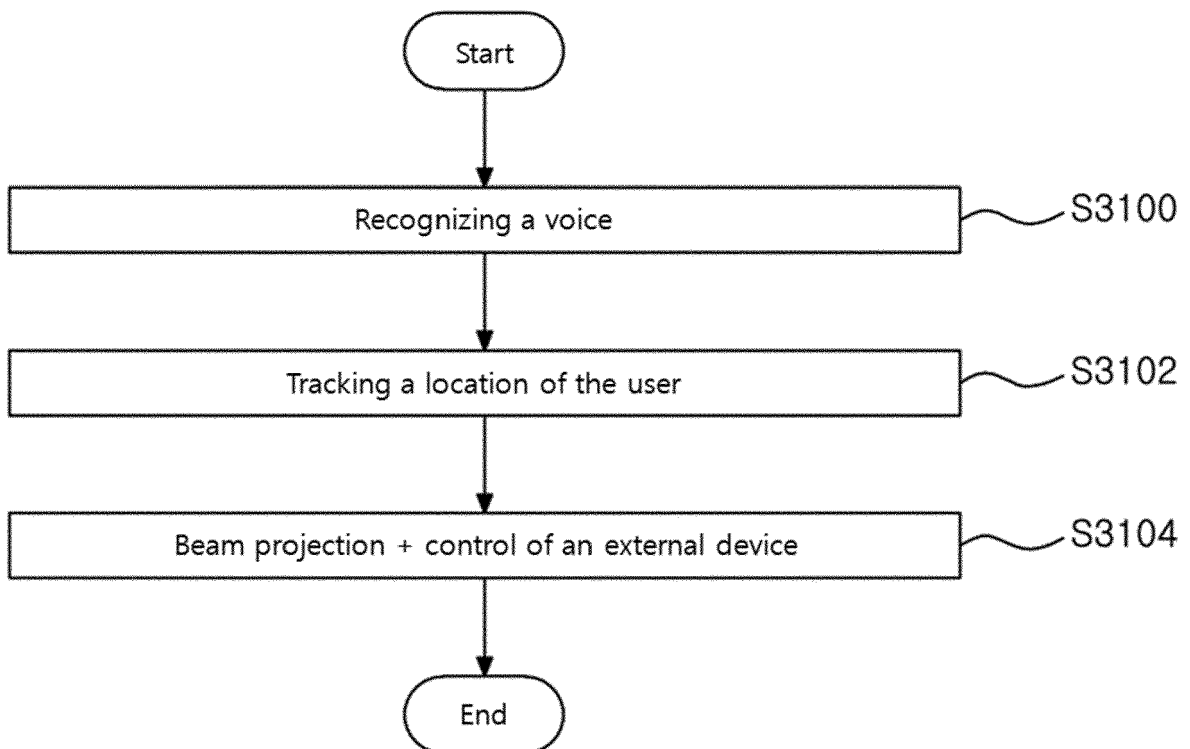 Start
Recognizing a voice
S3100
Tracking a location of the user
S3102
Beam projection + control of an external device
S3104
End